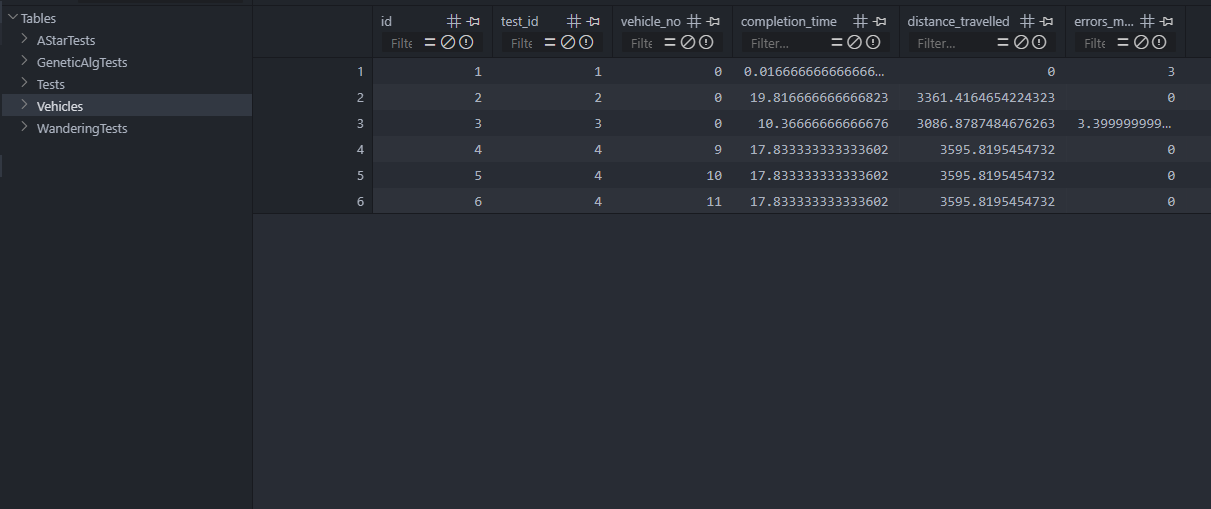 Tables
AStarTests
GeneticAlgTests
Tests
Vehicles
WanderingTests
id test_id vehicle_no completion_time distance_travelled errors_m...
Filte Filte Filte Filter... Filter... Filte
1 1 1 0 0.016666666666666... 0 3
2 2 2 0 19.816666666666823 3361.4164654224323 0
3 3 3 0 10.36666666666676 3086.8787484676263 3.399999999...
4 4 4 9 17.833333333333602 3595.8195454732 0
5 5 4 10 17.833333333333602 3595.8195454732 0
6 6 4 11 17.833333333333602 3595.8195454732 0